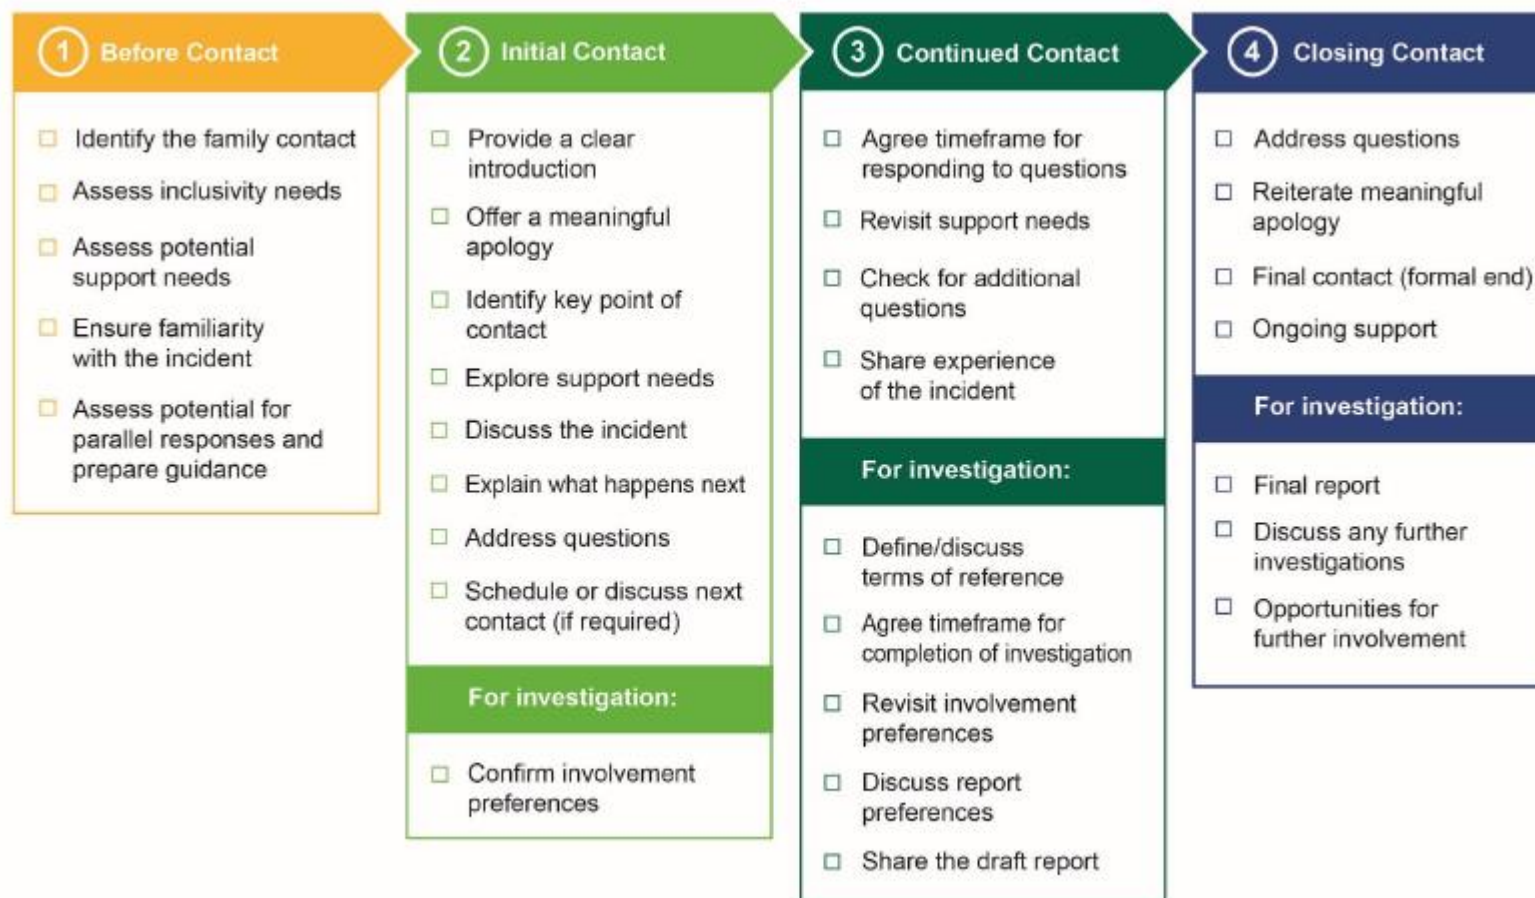 1 Before Contact
Identify the family contact
Assess inclusivity needs
Assess potential
support needs
Ensure familiarity
with the incident
Assess potential for
parallel responses and
prepare guidance
2 Initial Contact
Provide a clear
introduction
Offer a meaningful
apology
Identify key point of
contact
Explore support needs
Discuss the incident
Explain what happens next
Address questions
Schedule or discuss next
contact (if required)
For investigation:
Confirm involvement
preferences
3 Continued Contact
Agree timeframe for
responding to questions
Revisit support needs
Check for additional
questions
Share experience
of the incident
For investigation:
Define/discuss
terms of reference
Agree timeframe for
completion of investigation
Revisit involvement
preferences
Discuss report
preferences
Share the draft report
4 Closing Contact
Address questions
Reiterate meaningful
apology
Final contact (formal end)
Ongoing support
For investigation:
Final report
Discuss any further
investigations
Opportunities for
further involvement